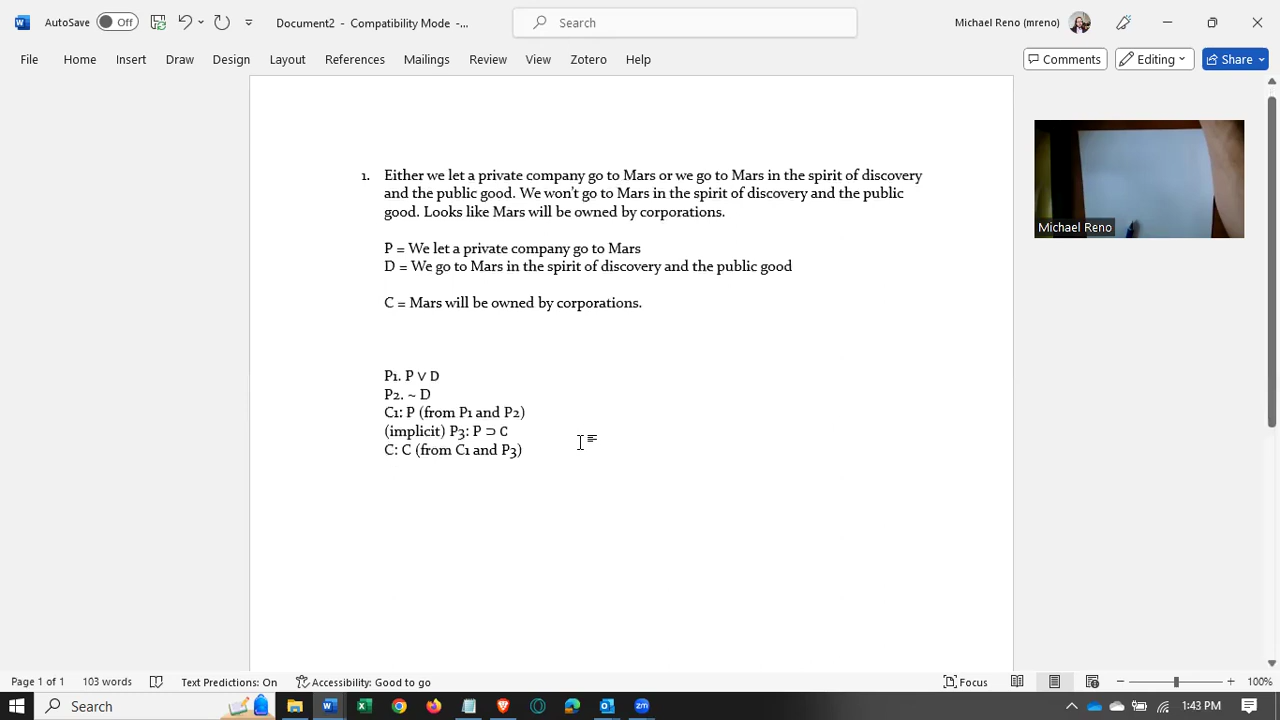 AutoSave Off Document2 - Compatibility Mode -... Search Michael Reno (mreno)
File Home Insert Draw Design Layout References Mailings Review View Zotero Help Comments Editing Share
1. Either we let a private company go to Mars or we go to Mars in the spirit of discovery
and the public good. We won't go to Mars in the spirit of discovery and the public
good. Looks like Mars will be owned by corporations.
P = We let a private company go to Mars
D = We go to Mars in the spirit of discovery and the public good
C = Mars will be owned by corporations.
P1. P ∨ D
P2. ~ D
C1: P (from P1 and P2)
(implicit) P3: P ⊃ C
C: C (from C1 and P3)
Michael Reno
Page 1 of 1 103 words Text Predictions: On Accessibility: Good to go Focus 100%
Search 1:43 PM